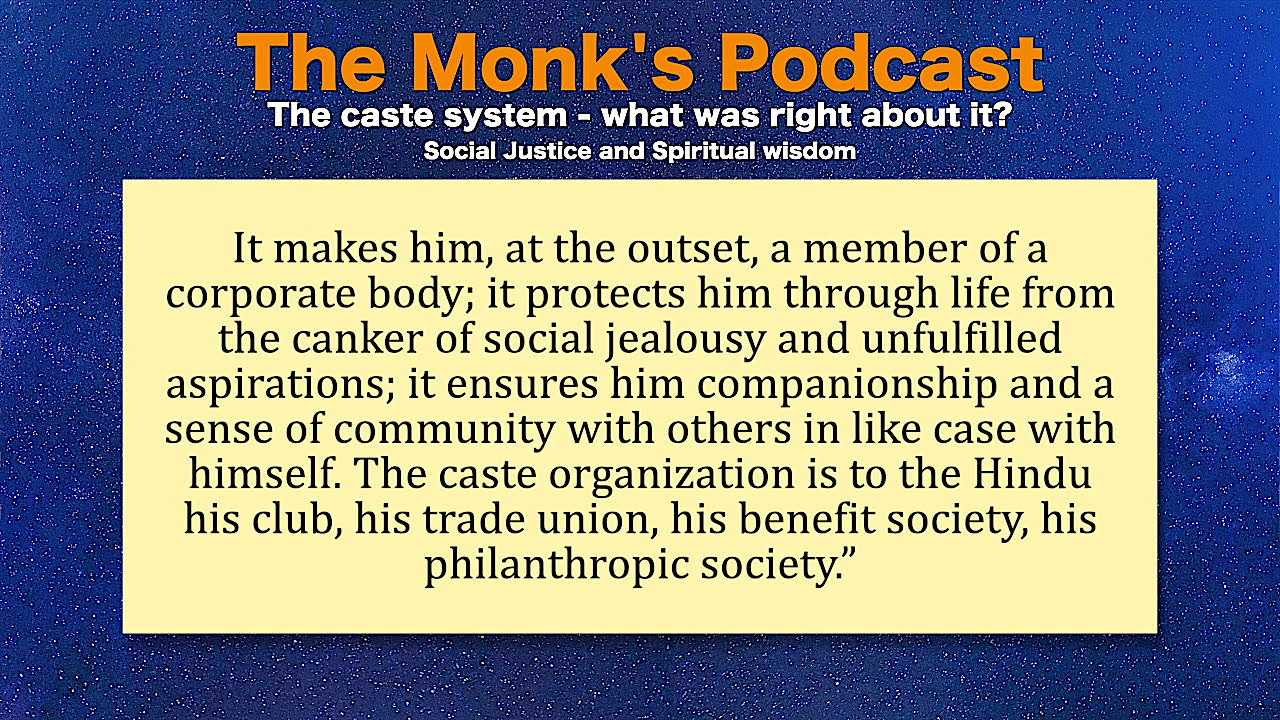 The Monk's Podcast
The caste system - what was right about it?
Social Justice and Spiritual wisdom
It makes him, at the outset, a member of a
corporate body; it protects him through life from
the canker of social jealousy and unfulfilled
aspirations; it ensures him companionship and a
sense of community with others in like case with
himself. The caste organization is to the Hindu
his club, his trade union, his benefit society, his
philanthropic society.”